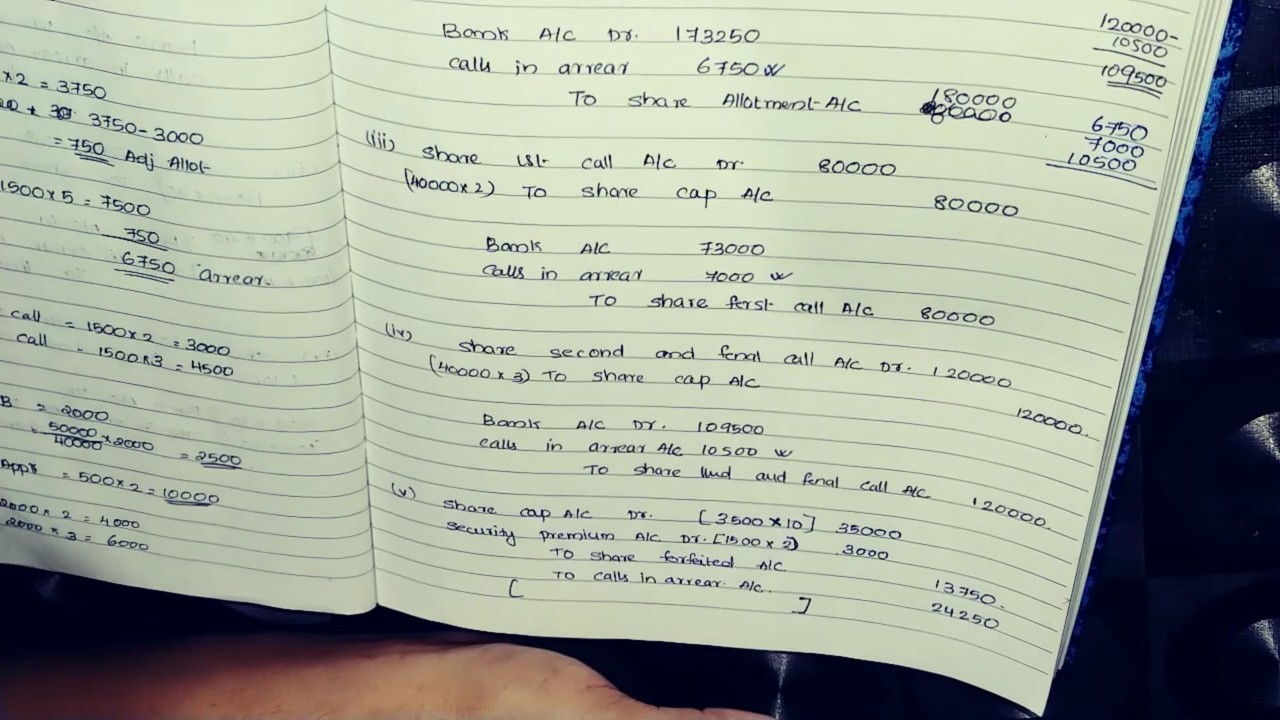 ×2 = 3750
3750-3000
= 750 Adj Allot
1500×5 = 7500
750
6750 arrear.
call = 1500×2 = 3000
call - 1500×3 = 4500
B = 2000
= 50000/40000 ×2000 = 2500
Appn = 500×2 = 10000
2000 × 2 = 4000
2000 × 3 = 6000
Bank A/C Dr. 173250
calls in arrear 6750
To share Allotment A/C 180000
(iii) share Ist call A/C Dr. 80000
(40000×2) To share cap A/C 80000
Bank A/C 73000
calls in arrear 7000
To share ferst call A/C 80000
(iv) share second and fenal call A/C Dr. 120000
(40000×3) To share cap A/C 120000.
Bank A/C Dr. 109500
calls in arrear A/C 10500
To share IInd and fenal call A/C 120000.
(v) share cap A/C Dr. [3500×10] 35000
security premium A/C Dr. [1500×2) 3000
To share forfeited A/C 13750.
To calls in arrear A/C. 24250
[ ]
120000-
10500
109500
6750
7000
10500